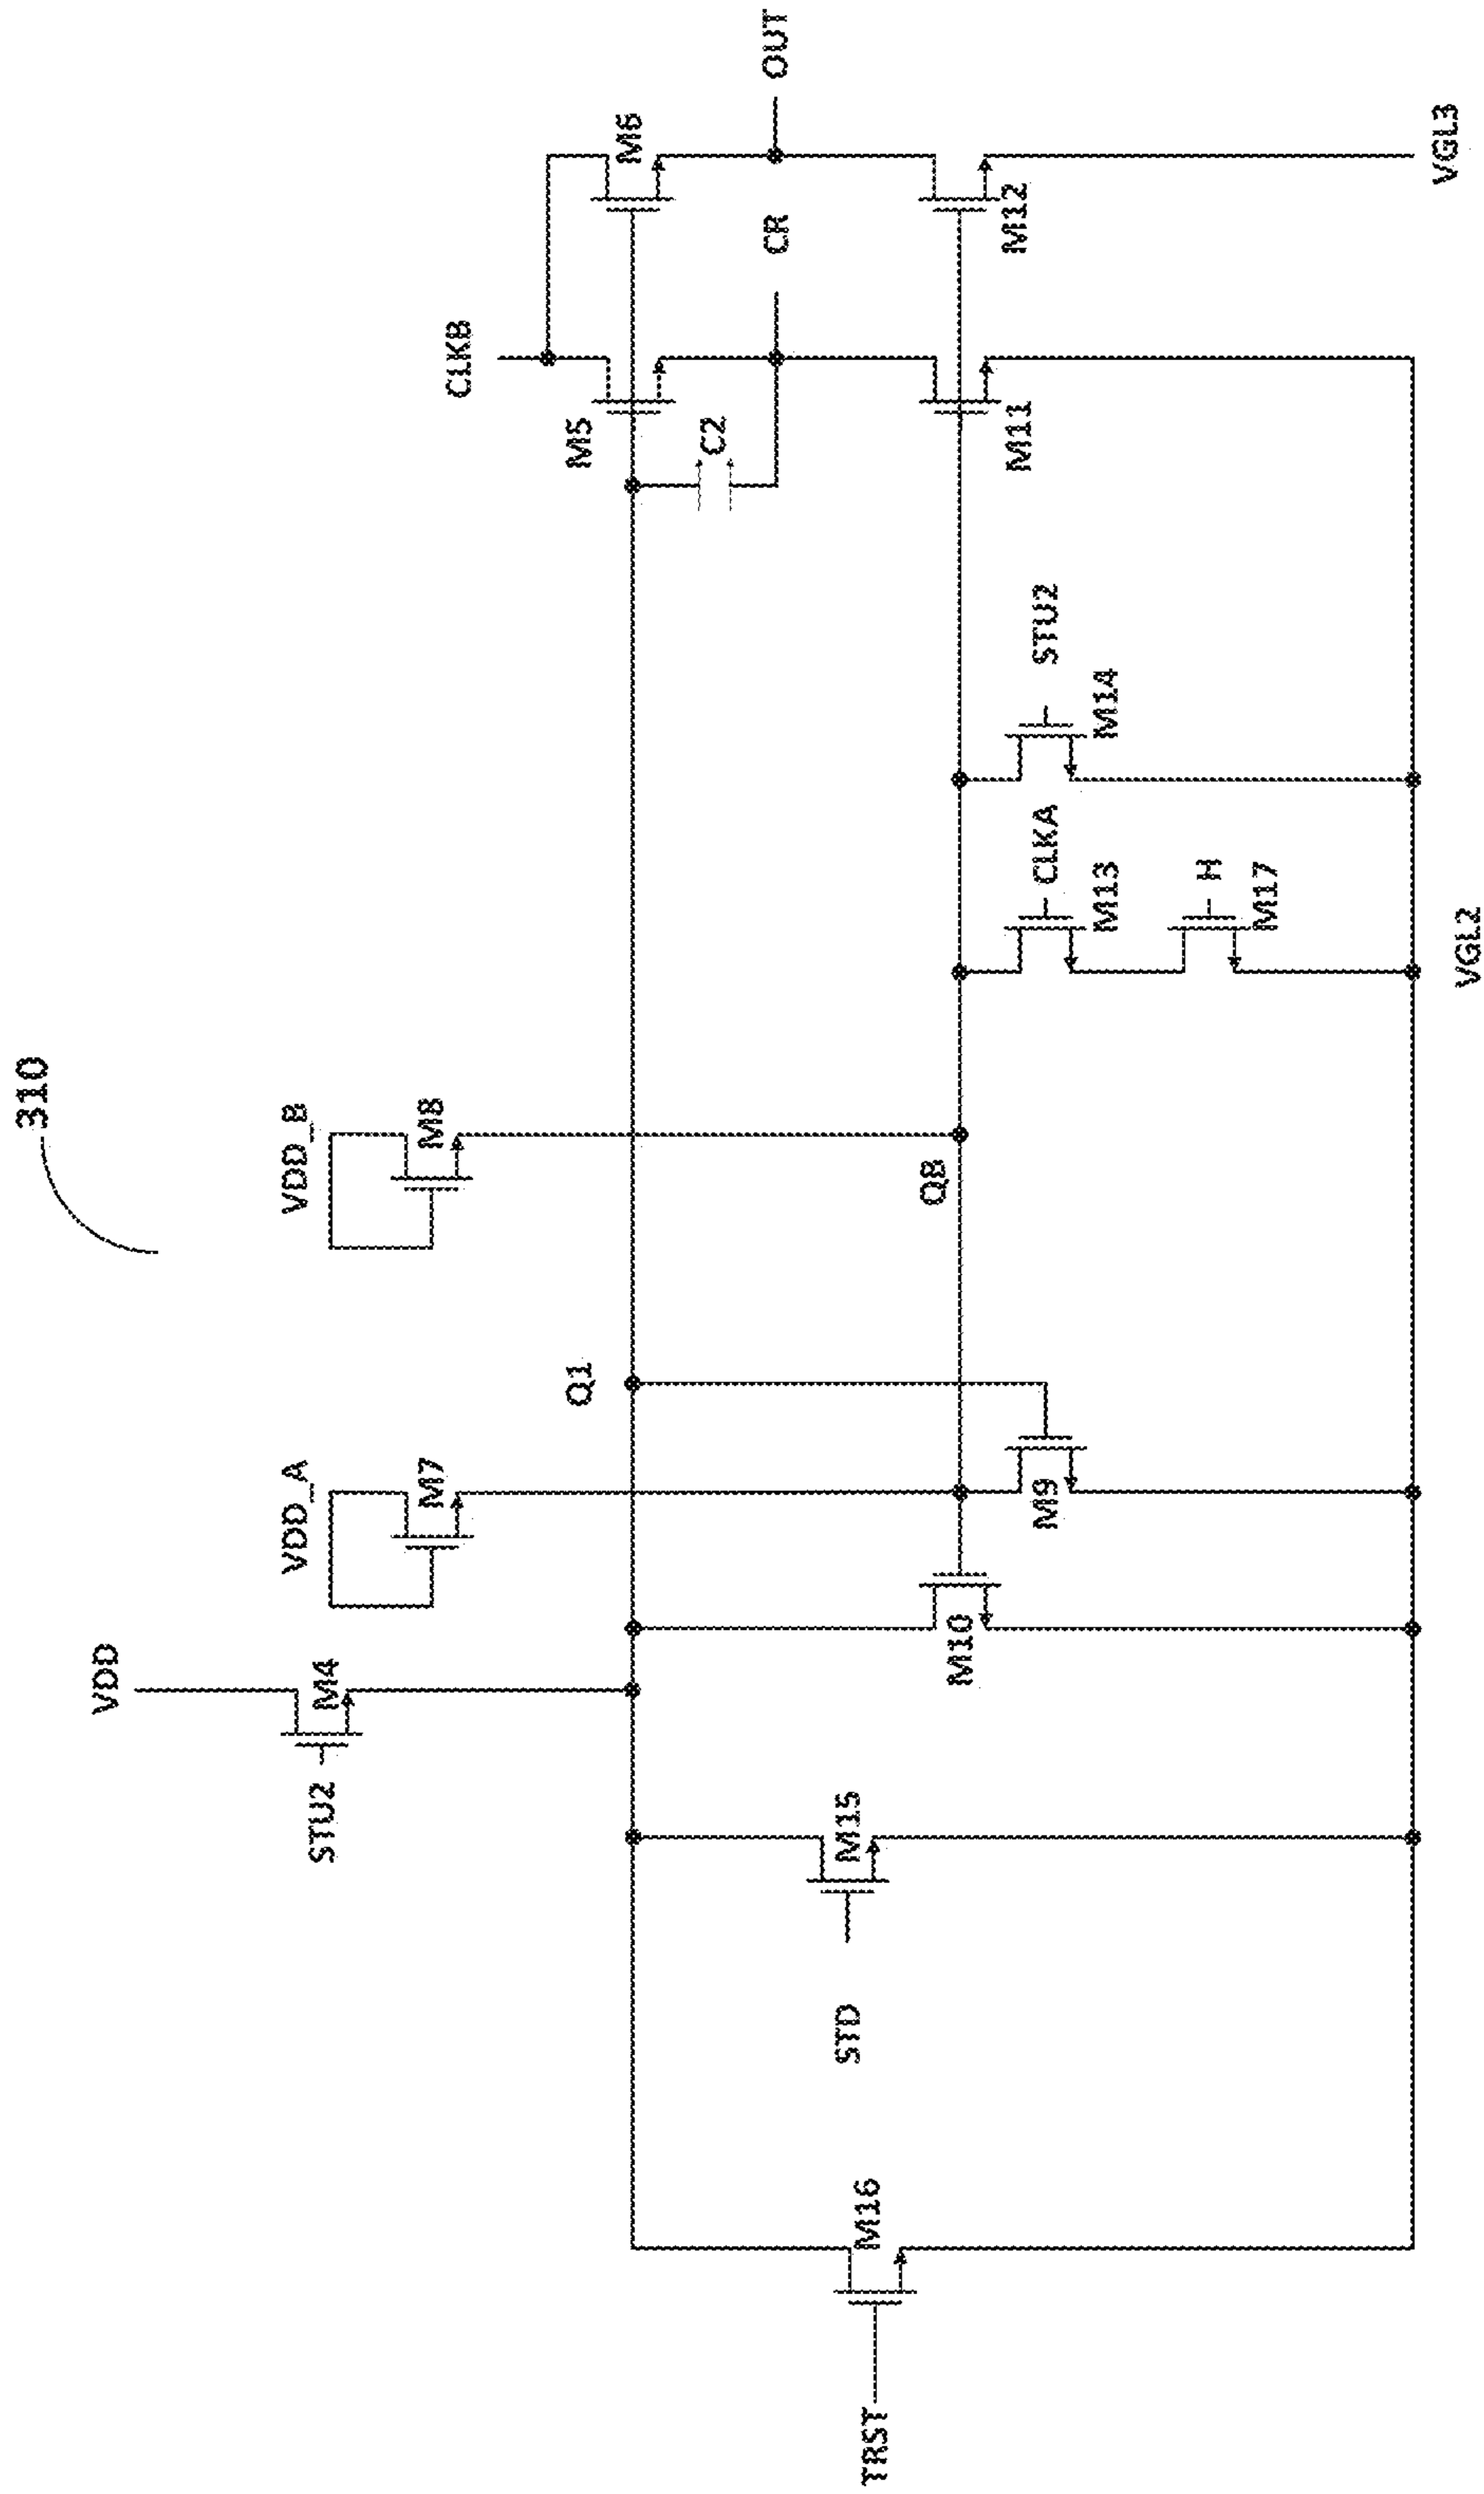 310
VDD
VDD_A
VDD_B
STU2
M4
M7
M8
CLKB
Q1
M5
M6
C2
CR
OUT
TRST
M16
STD
M15
M10
QB
M9
CLKA
M13
STU2
M14
M11
M12
H
M17
VGL2
VGL3